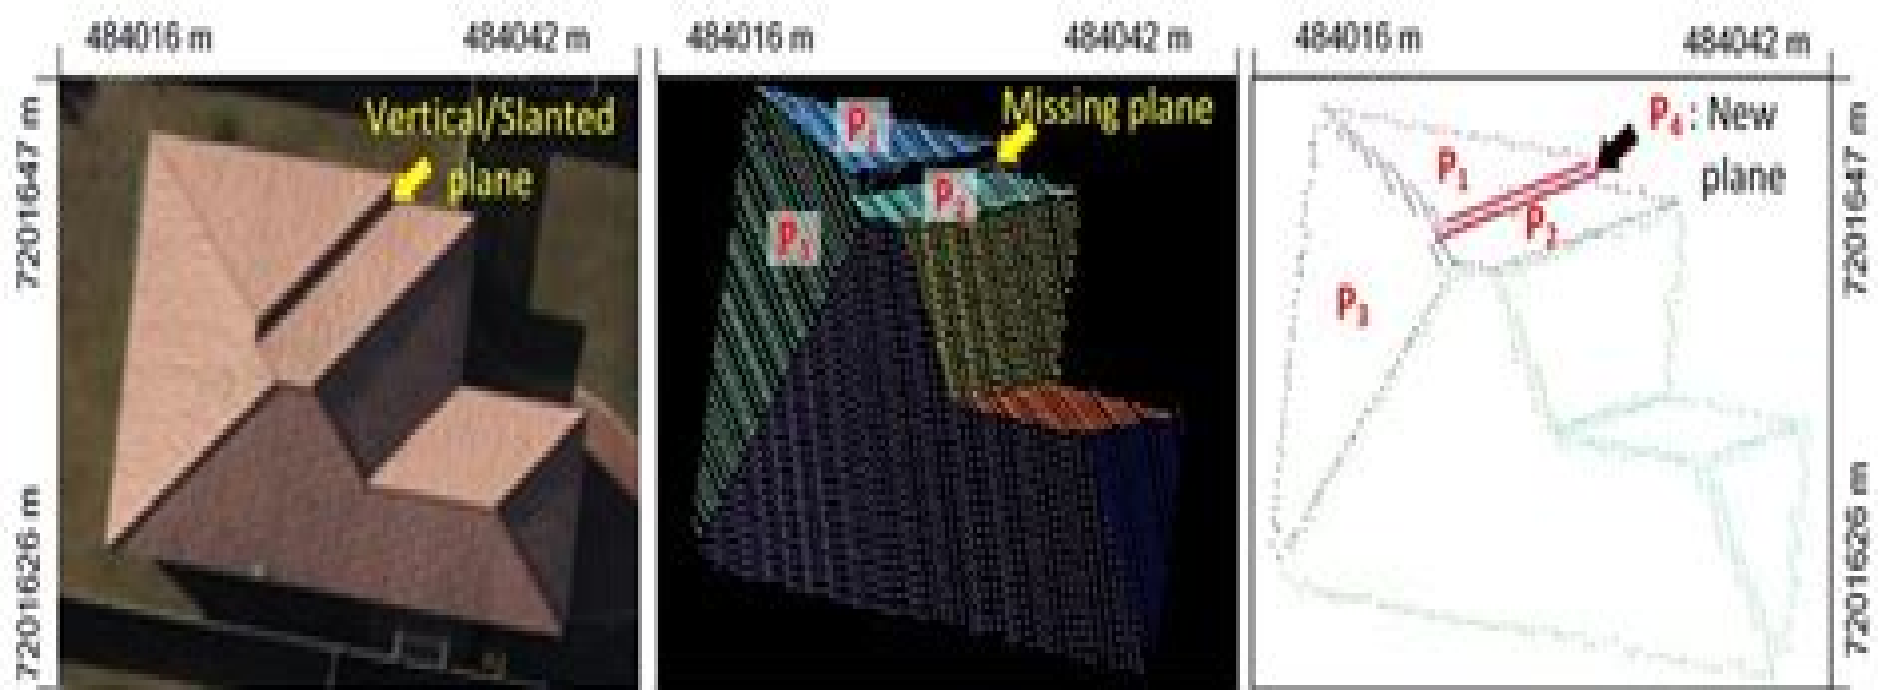 484016 m 484042 m
7201647 m
7201626 m
Vertical/Slanted
plane
484016 m 484042 m
Missing plane
P1
P2
P3
484016 m 484042 m
P4 : New
plane
P1
P2
P3
7201647 m
7201626 m